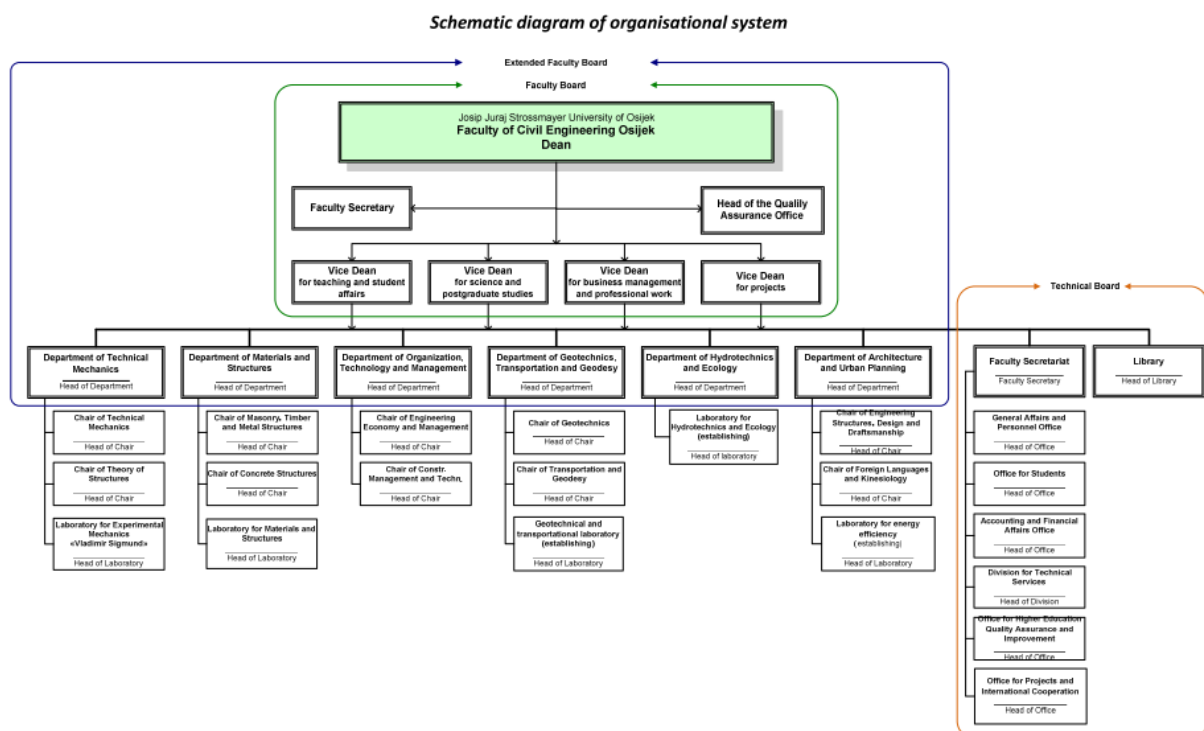 Schematic diagram of organisational system
Extended Faculty Board
Faculty Board
Josip Juraj Strossmayer University of Osijek
Faculty of Civil Engineering Osijek
Dean
Faculty Secretary
Head of the Qualily
Assurance Office
Vice Dean
for teaching and student
affairs
Vice Dean
for science and
postgraduate studies
Vice Dean
for business management
and professional work
Vice Dean
for projects
Technical Board
Department of Technical
Mechanics
Head of Department
Department of Materials and
Structures
Head of Department
Department of Organization,
Technology and Management
Head of Department
Department of Geotechnics,
Transportation and Geodesy
Head of Department
Department of Hydrotechnics
and Ecology
Head of Department
Department of Architecture
and Urban Planning
Head of Department
Faculty Secretariat
Faculty Secretary
Library
Head of Library
Chair of Technical
Mechanics
Head of Chair
Chair of Theory of
Structures
Head of Chair
Laboratory for Experimental
Mechanics
«Vladimir Sigmund»
Head of Laboratory
Chair of Masonry, Timber
and Metal Structures
Head of Chair
Chair of Concrete Structures
Head of Chair
Laboratory for Materials and
Structures
Head of Laboratory
Chair of Engineering
Economy and Management
Head of Chair
Chair of Constr.
Management and Techn.
Head of Chair
Chair of Geotechnics
Head of Chair
Chair of Transportation and
Geodesy
Head of Chair
Geotechnical and
transportational laboratory
(establishing)
Head of Laboratory
Laboratory for
Hydrotechnics and Ecology
(establishing)
Head of laboratory
Chair of Engineering
Structures, Design and
Draftsmanship
Head of Chair
Chair of Foreign Languages
and Kinesiology
Head of Chair
Laboratory for energy
efficiency
(establishing)
Head of Laboratory
General Affairs and
Personnel Office
Head of Office
Office for Students
Head of Office
Accounting and Financial
Affairs Office
Head of Office
Division for Technical
Services
Head of Division
Office for Higher Education
Quality Assurance and
Improvement
Head of Office
Office for Projects and
International Cooperation
Head of Office